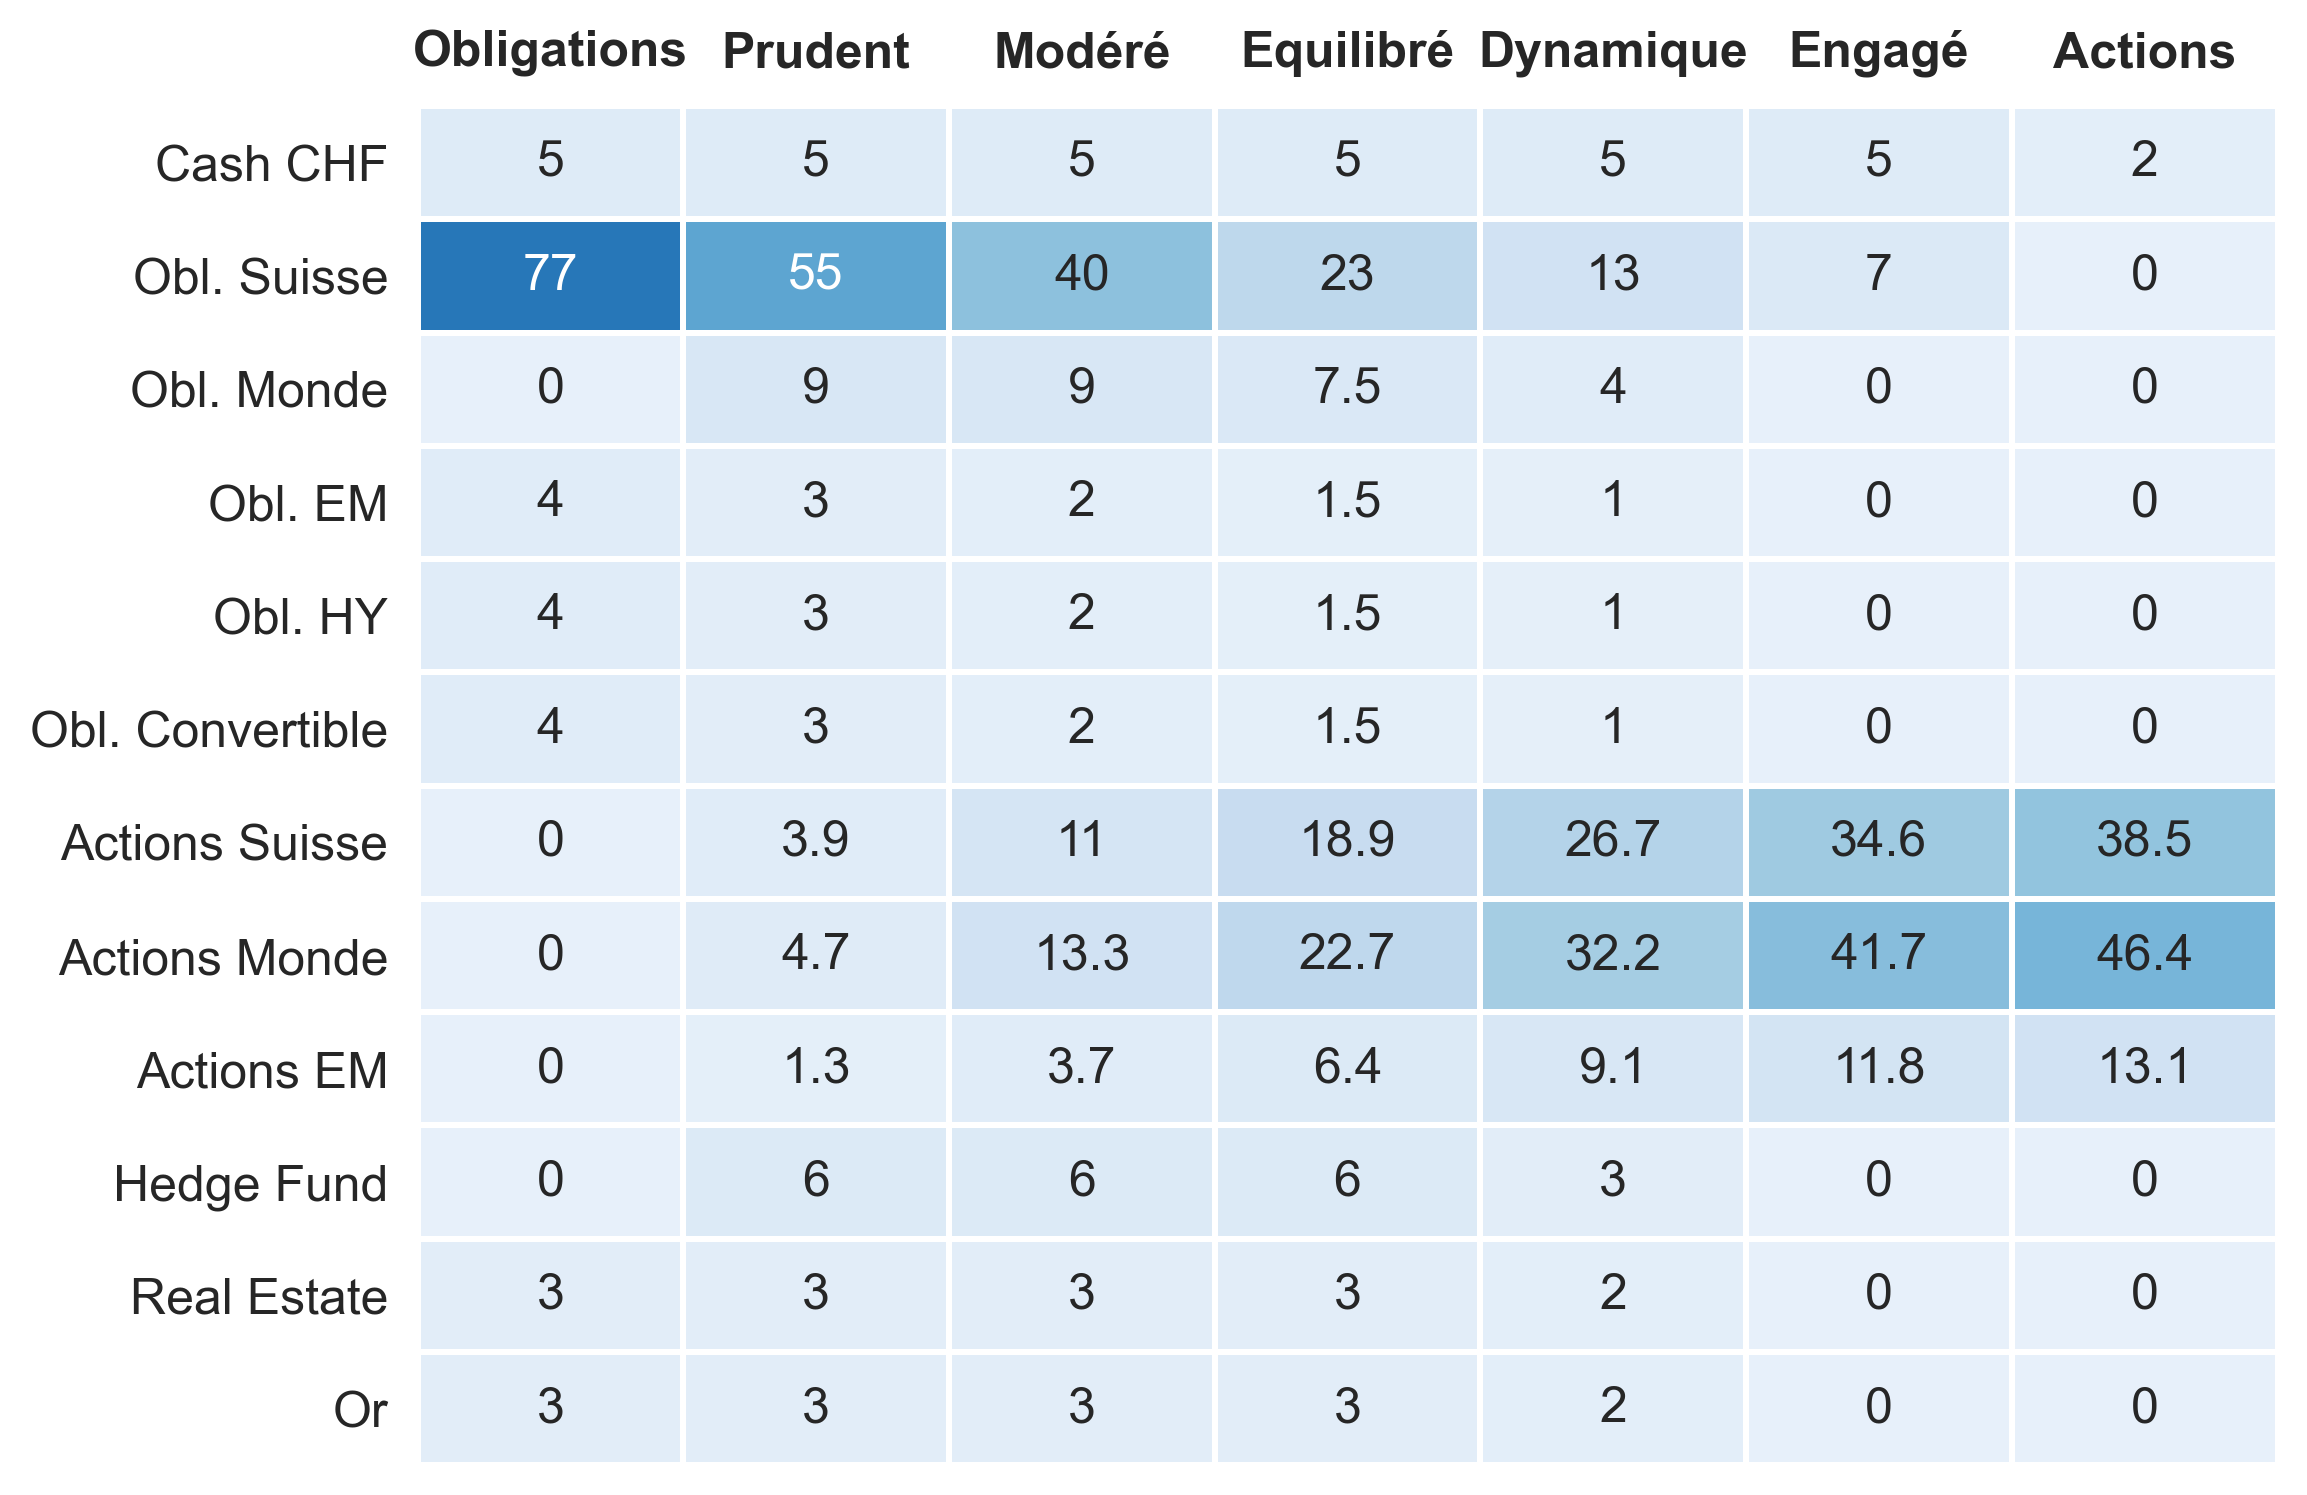 Obligations Prudent Modéré Equilibré Dynamique Engagé Actions
Cash CHF 5 5 5 5 5 5 2
Obl. Suisse 77 55 40 23 13 7 0
Obl. Monde 0 9 9 7.5 4 0 0
Obl. EM 4 3 2 1.5 1 0 0
Obl. HY 4 3 2 1.5 1 0 0
Obl. Convertible 4 3 2 1.5 1 0 0
Actions Suisse 0 3.9 11 18.9 26.7 34.6 38.5
Actions Monde 0 4.7 13.3 22.7 32.2 41.7 46.4
Actions EM 0 1.3 3.7 6.4 9.1 11.8 13.1
Hedge Fund 0 6 6 6 3 0 0
Real Estate 3 3 3 3 2 0 0
Or 3 3 3 3 2 0 0